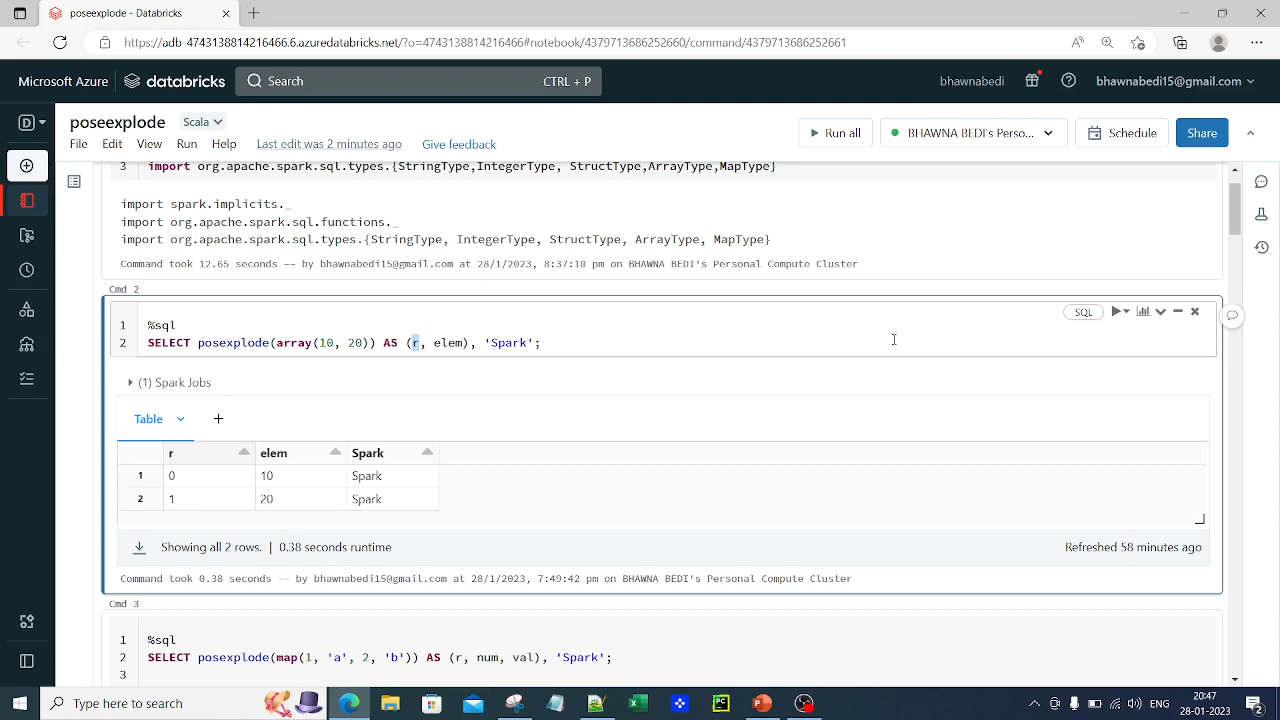 poseexplode - Databricks
https://adb-4743138814216466.6.azuredatabricks.net/?o=4743138814216466#notebook/4379713686252660/command/4379713686252661
Microsoft Azure databricks Search CTRL + P bhawnabedi bhawnabedi15@gmail.com
D
poseexplode Scala
Run all BHAWNA BEDI's Perso... Schedule Share
File Edit View Run Help Last edit was 2 minutes ago Give feedback
3 import org.apache.spark.sql.types.{StringType,IntegerType, StructType,ArrayType,MapType}
import spark.implicits._
import org.apache.spark.sql.functions._
import org.apache.spark.sql.types.{StringType, IntegerType, StructType, ArrayType, MapType}
Command took 12.65 seconds -- by bhawnabedi15@gmail.com at 28/1/2023, 8:37:10 pm on BHAWNA BEDI's Personal Compute Cluster
Cmd 2
SQL
1 %sql
2 SELECT posexplode(array(10, 20)) AS (r, elem), 'Spark';
(1) Spark Jobs
Table +
r elem Spark
1 0 10 Spark
2 1 20 Spark
Showing all 2 rows. | 0.38 seconds runtime Refreshed 58 minutes ago
Command took 0.38 seconds -- by bhawnabedi15@gmail.com at 28/1/2023, 7:49:42 pm on BHAWNA BEDI's Personal Compute Cluster
Cmd 3
1 %sql
2 SELECT posexplode(map(1, 'a', 2, 'b')) AS (r, num, val), 'Spark';
3
Type here to search PC ENG 20:47
28-01-2023